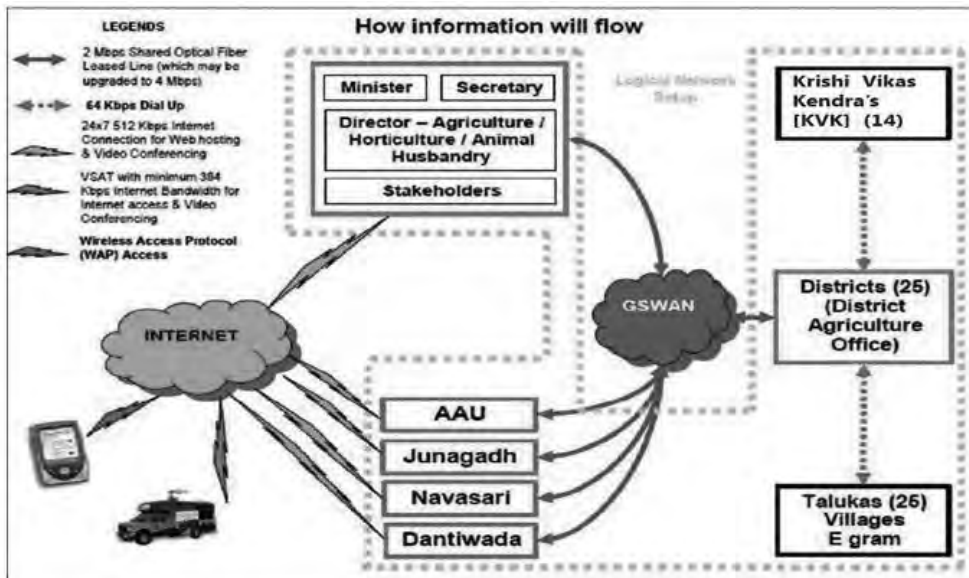 How information will flow
LEGENDS
2 Mbps Shared Optical Fiber
Leased Line (which may be
upgraded to 4 Mbps)
64 Kbps Dial Up
24x7 512 Kbps Internet
Connection for Web hosting
& Video Conferencing
VSAT with minimum 384
Kbps Internet Bandwidth for
Internet access & Video
Conferencing
Wireless Access Protocol
(WAP) Access
Minister
Secretary
Director – Agriculture /
Horticulture / Animal
Husbandry
Stakeholders
Logical Network
Setup
Krishi Vikas
Kendra's
[KVK] (14)
INTERNET
GSWAN
Districts (25)
(District
Agriculture
Office)
AAU
Junagadh
Navasari
Dantiwada
Talukas (25)
Villages
E gram